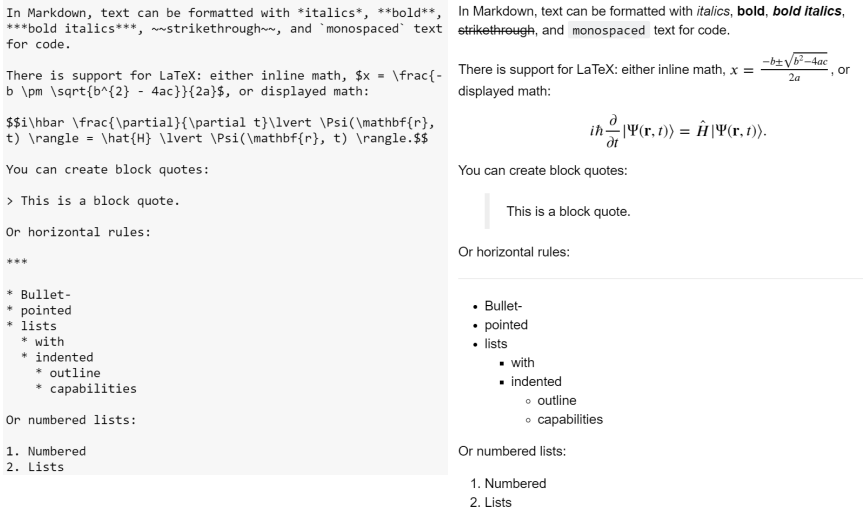 In Markdown, text can be formatted with *italics*, **bold**,
***bold italics***, ~~strikethrough~~, and `monospaced` text
for code.
There is support for LaTeX: either inline math, $x = \frac{-
b \pm \sqrt{b^{2} - 4ac}}{2a}$, or displayed math:
$$i\hbar \frac{\partial}{\partial t}\lvert \Psi(\mathbf{r},
t) \rangle = \hat{H} \lvert \Psi(\mathbf{r}, t) \rangle.$$
You can create block quotes:
> This is a block quote.
Or horizontal rules:
***
* Bullet-
* pointed
* lists
  * with
  * indented
    * outline
    * capabilities
Or numbered lists:
1. Numbered
2. Lists
In Markdown, text can be formatted with italics, bold, bold italics,
strikethrough, and monospaced text for code.
There is support for LaTeX: either inline math, x = −b±√b²−4ac / 2a, or
displayed math:
iħ ∂/∂t |Ψ(r, t)⟩ = Ĥ|Ψ(r, t)⟩.
You can create block quotes:
This is a block quote.
Or horizontal rules:
• Bullet-
• pointed
• lists
▪ with
▪ indented
◦ outline
◦ capabilities
Or numbered lists:
1. Numbered
2. Lists